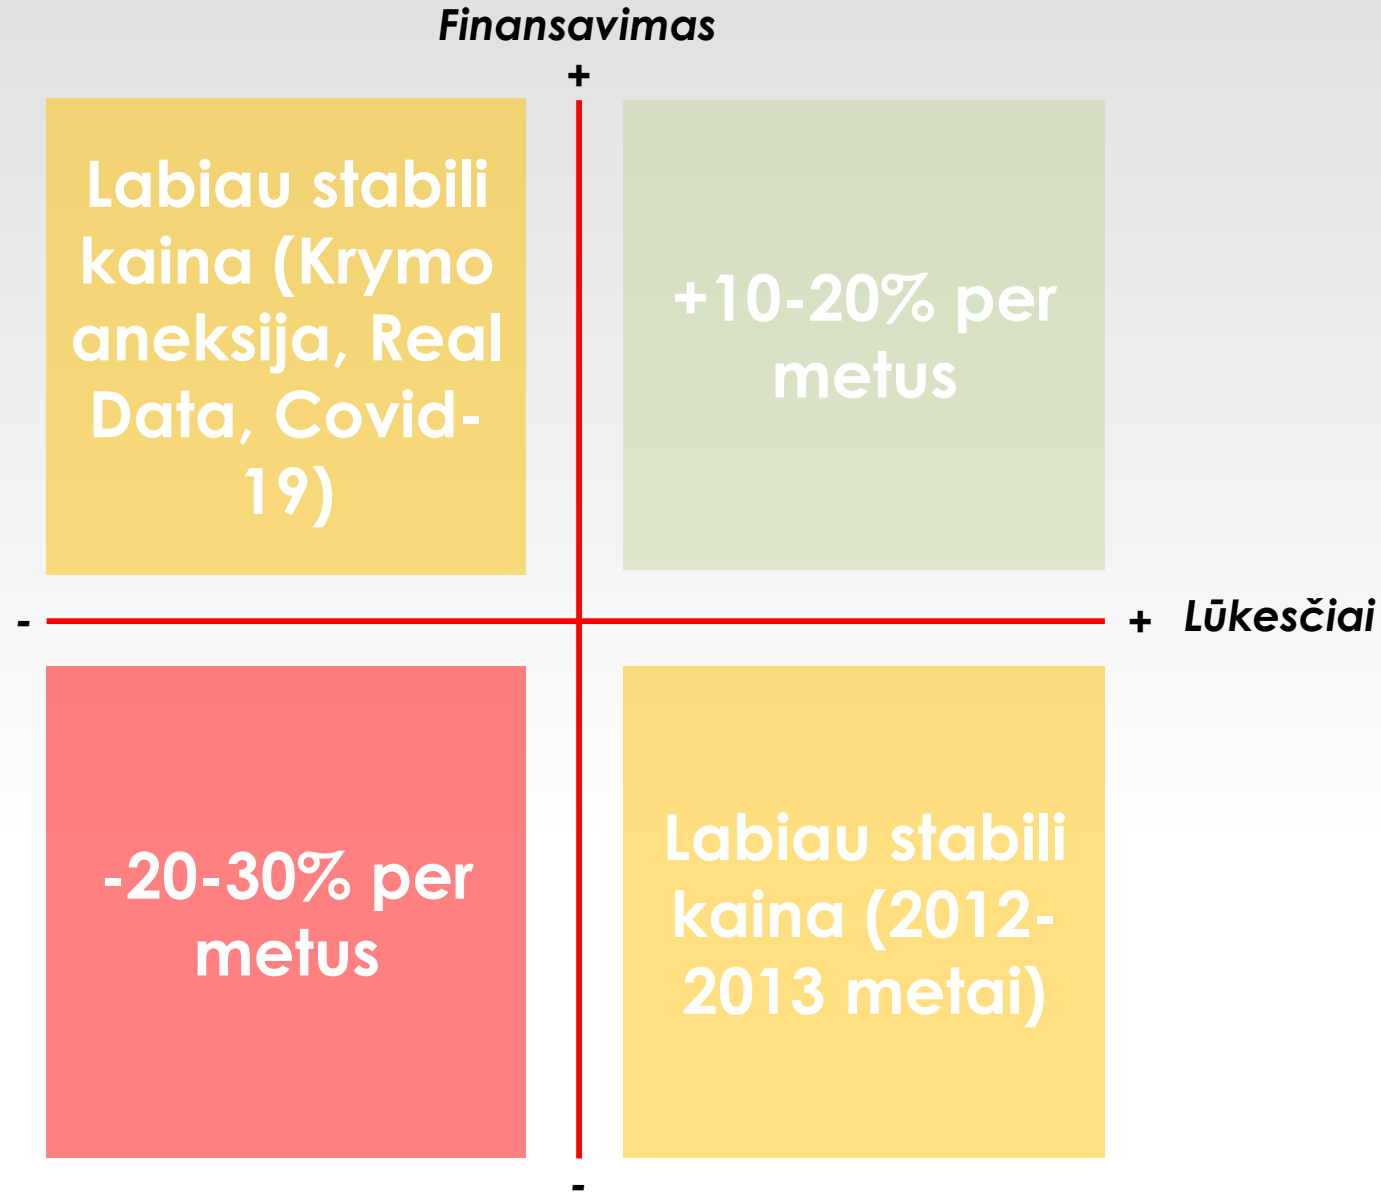 Finansavimas
+
Labiau stabili
kaina (Krymo
aneksija, Real
Data, Covid-
19)
+10-20% per
metus
-
+ Lūkesčiai
-20-30% per
metus
Labiau stabili
kaina (2012-
2013 metai)
-